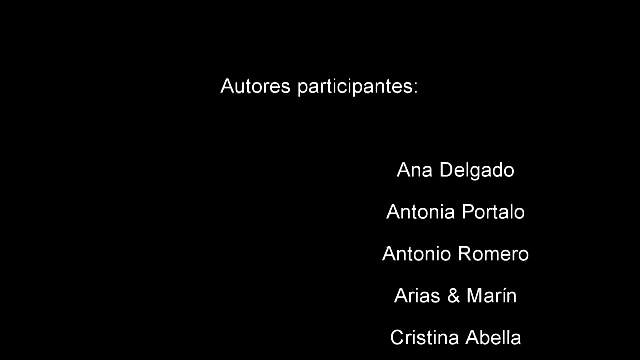 Autores participantes:
Ana Delgado
Antonia Portalo
Antonio Romero
Arias & Marín
Cristina Abella